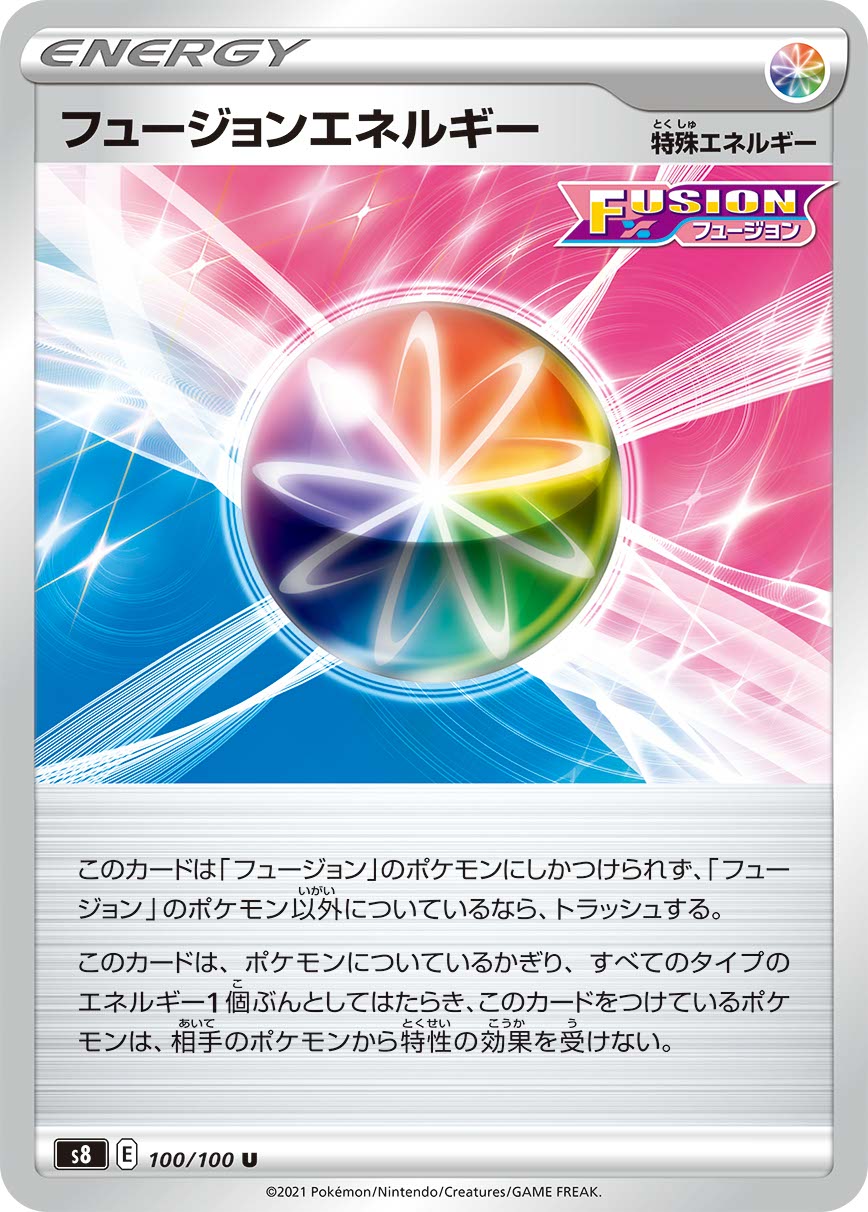 ENERGY
フュージョンエネルギー
とくしゅ
特殊エネルギー
FUSION
フュージョン
このカードは「フュージョン」のポケモンにしかつけられず、「フュー
いがい
ジョン」のポケモン以外についているなら、トラッシュする。
このカードは、ポケモンについているかぎり、すべてのタイプの
こ
エネルギー1個ぶんとしてはたらき、このカードをつけているポケ
あいて とくせい こうか う
モンは、相手のポケモンから特性の効果を受けない。
s8 E 100/100 U
©2021 Pokémon/Nintendo/Creatures/GAME FREAK.